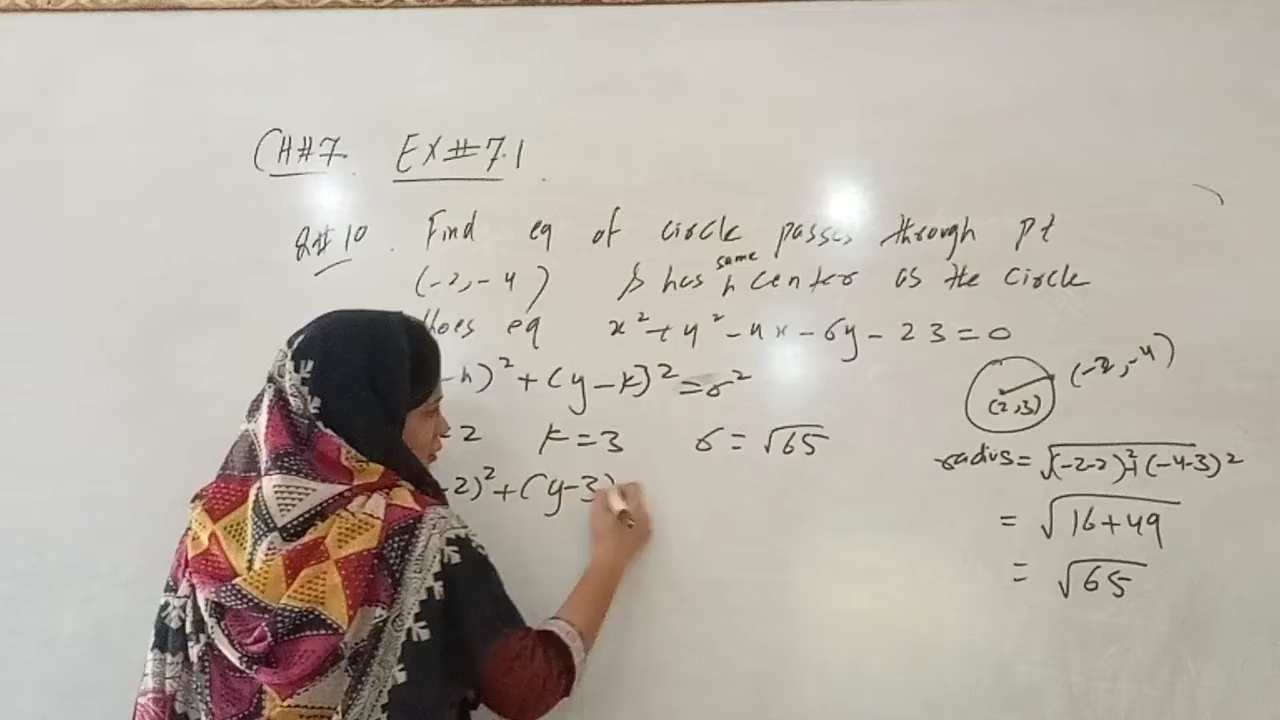 CH#7. EX#7.1
Q#10. Find eq of circle passes through pt
(-2,-4) & has same center as the circle
eq x²+y²-4x-6y-23=0
-h)²+(y-k)²=r²
2 k=3 r=√65
-2)²+(y-3)
(-2,-4)
(2,3)
radius=√(-2-2)²+(-4-3)²
=√16+49
=√65